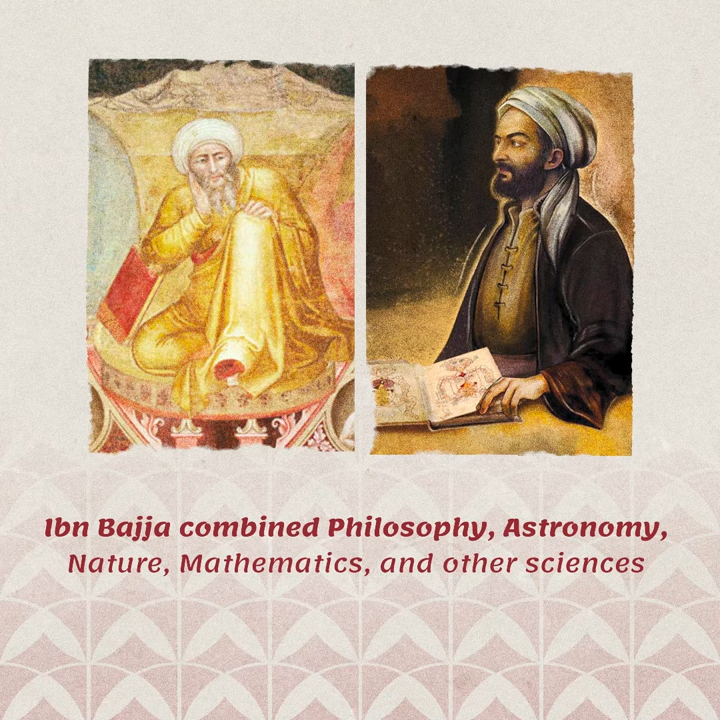 Ibn Bajja combined Philosophy, Astronomy,
Nature, Mathematics, and other sciences